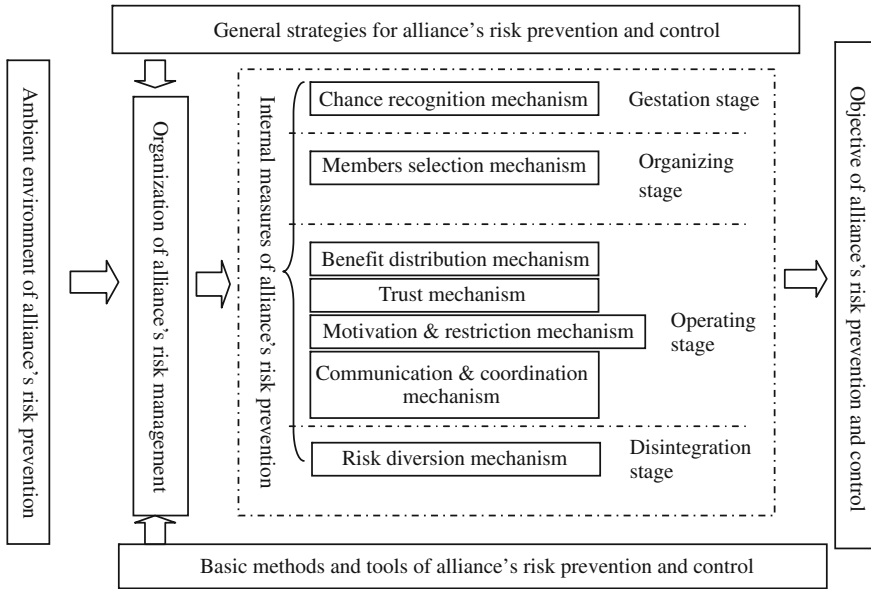 General strategies for alliance's risk prevention and control
Ambient environment of alliance's risk prevention
Organization of alliance's risk management
Internal measures of alliance's risk prevention
Chance recognition mechanism
Gestation stage
Members selection mechanism
Organizing
stage
Benefit distribution mechanism
Trust mechanism
Motivation & restriction mechanism
Communication & coordination
mechanism
Operating
stage
Risk diversion mechanism
Disintegration
stage
Objective of alliance's risk prevention and control
Basic methods and tools of alliance's risk prevention and control